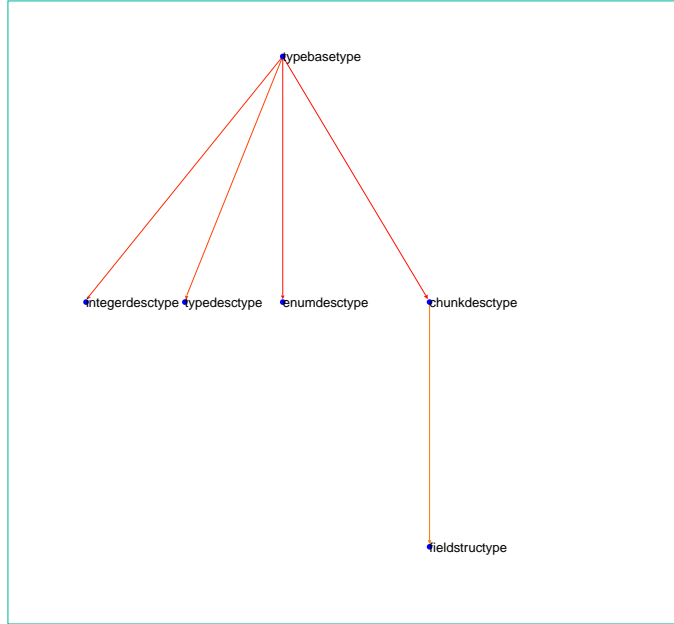 typebasetype
integerdesctype
typedesctype
enumdesctype
chunkdesctype
fieldstructype